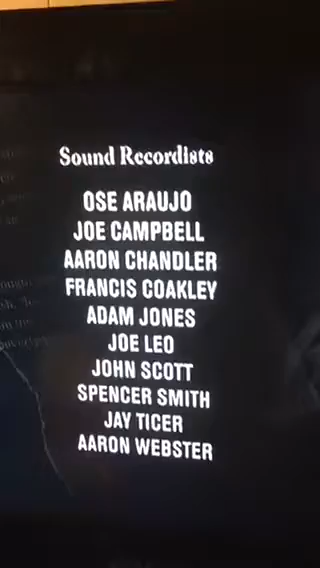 Sound Recordists
OSE ARAUJO
JOE CAMPBELL
AARON CHANDLER
FRANCIS COAKLEY
ADAM JONES
JOE LEO
JOHN SCOTT
SPENCER SMITH
JAY TICER
AARON WEBSTER